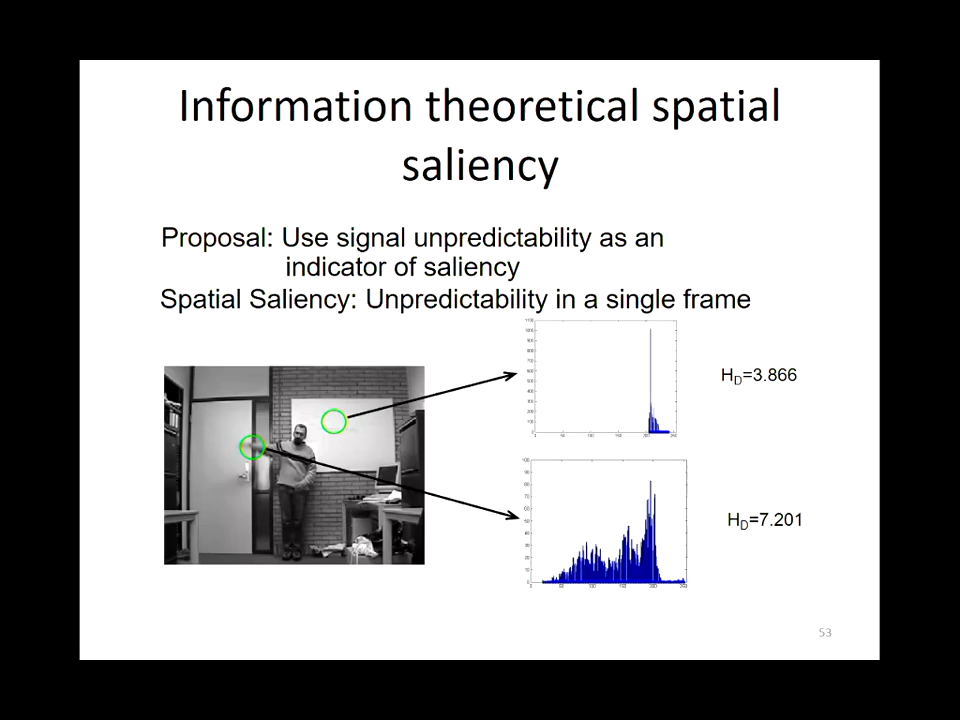 Information theoretical spatial
saliency
Proposal: Use signal unpredictability as an
indicator of saliency
Spatial Saliency: Unpredictability in a single frame
H_D=3.866
H_D=7.201
53